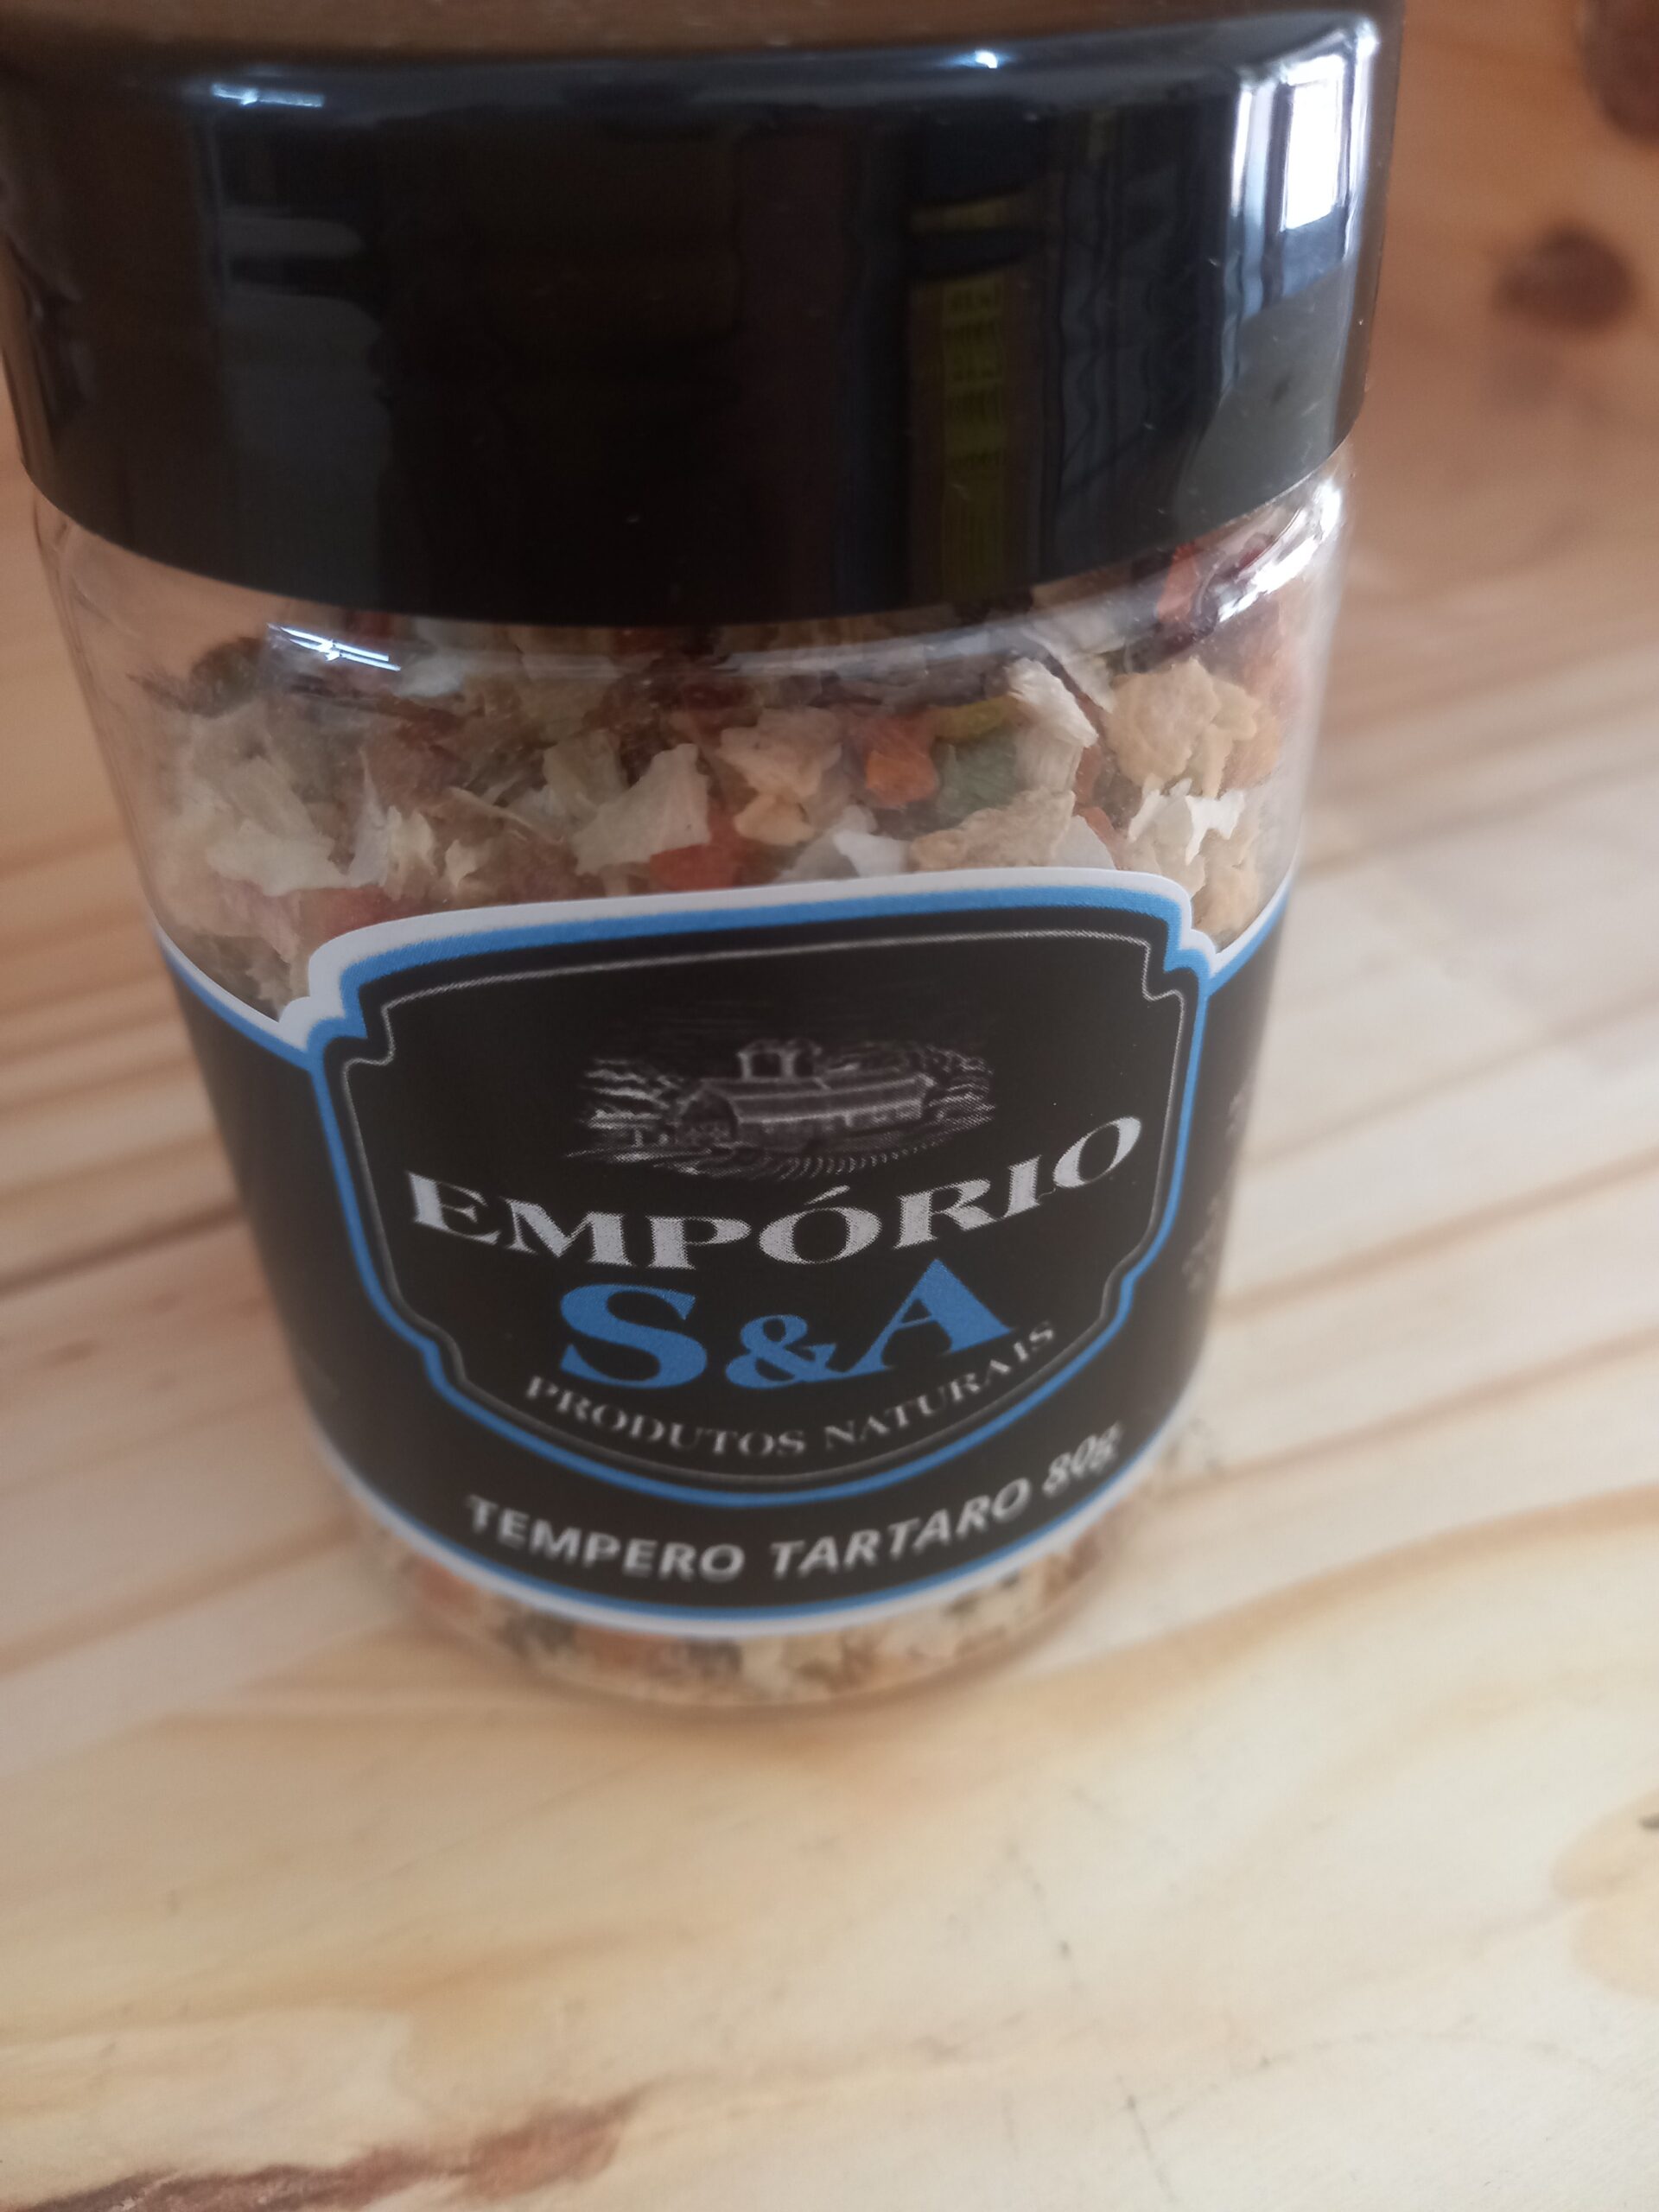 EMPÓRIO
S&A
PRODUTOS NATURAIS
TEMPERO TARTARO 80g